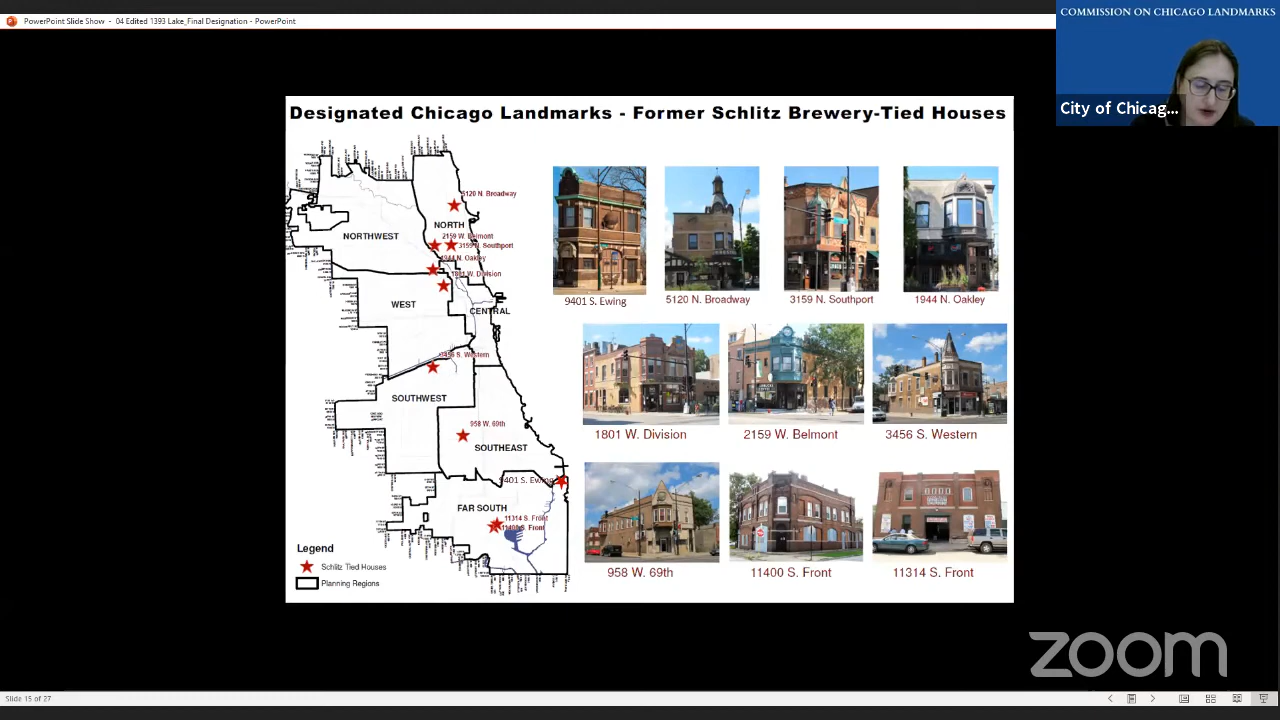 PowerPoint Slide Show - 04 Edited 1393 Lake_Final Designation - PowerPoint
COMMISSION ON CHICAGO LANDMARKS
City of Chicag...
Designated Chicago Landmarks - Former Schlitz Brewery-Tied Houses
5120 N. Broadway
NORTH
2159 W. Belmont
3159 N. Southport
NORTHWEST
1944 N. Oakley
1801 W. Division
WEST
CENTRAL
3456 S. Western
SOUTHWEST
958 W. 69th
SOUTHEAST
9401 S. Ewing
FAR SOUTH
11314 S. Front
11400 S. Front
Legend
Schlitz Tied Houses
Planning Regions
9401 S. Ewing
5120 N. Broadway
3159 N. Southport
1944 N. Oakley
1801 W. Division
2159 W. Belmont
3456 S. Western
958 W. 69th
11400 S. Front
11314 S. Front
zoom
Slide 15 of 27